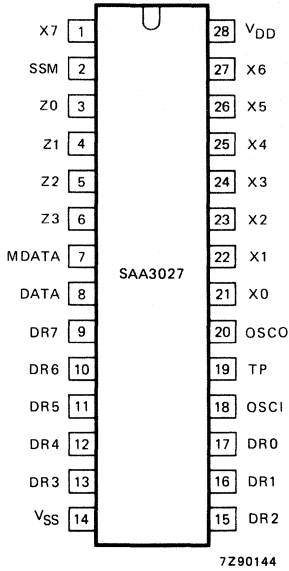 X7 1 28 VDD
SSM 2 27 X6
Z0 3 26 X5
Z1 4 25 X4
Z2 5 24 X3
Z3 6 23 X2
MDATA 7 22 X1
SAA3027
DATA 8 21 X0
DR7 9 20 OSCO
DR6 10 19 TP
DR5 11 18 OSCI
DR4 12 17 DR0
DR3 13 16 DR1
VSS 14 15 DR2
7Z90144